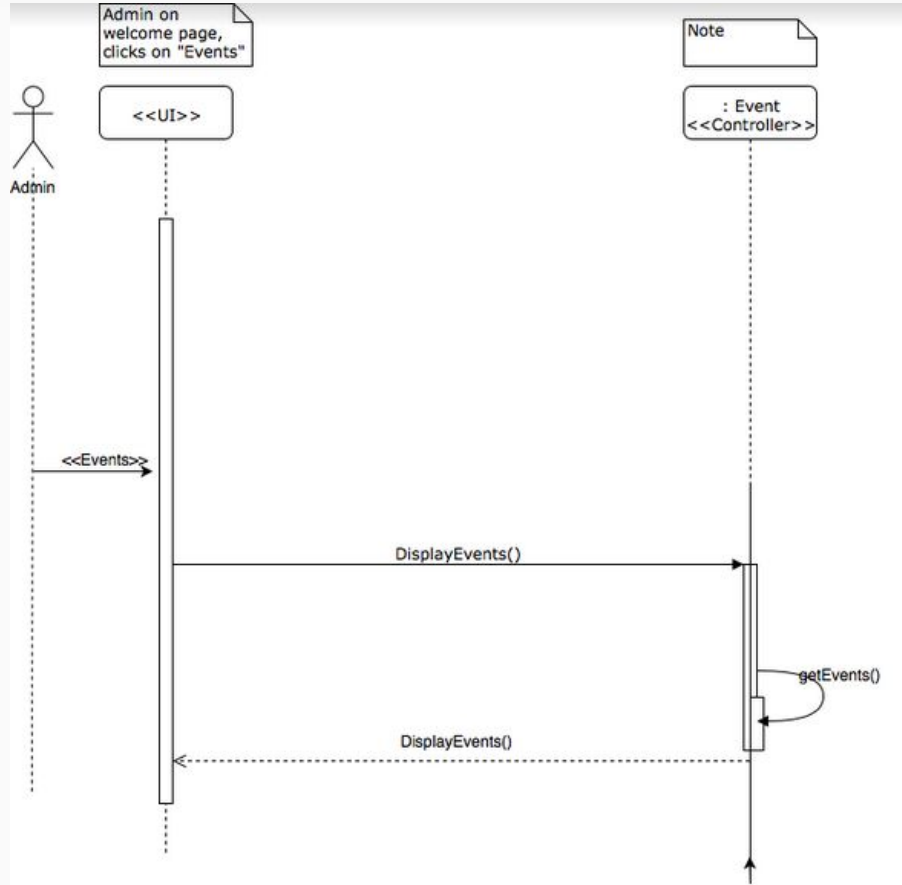 Admin on
welcome page,
clicks on "Events"
Note
<<UI>>
: Event
<<Controller>>
Admin
<<Events>>
DisplayEvents()
getEvents()
DisplayEvents()